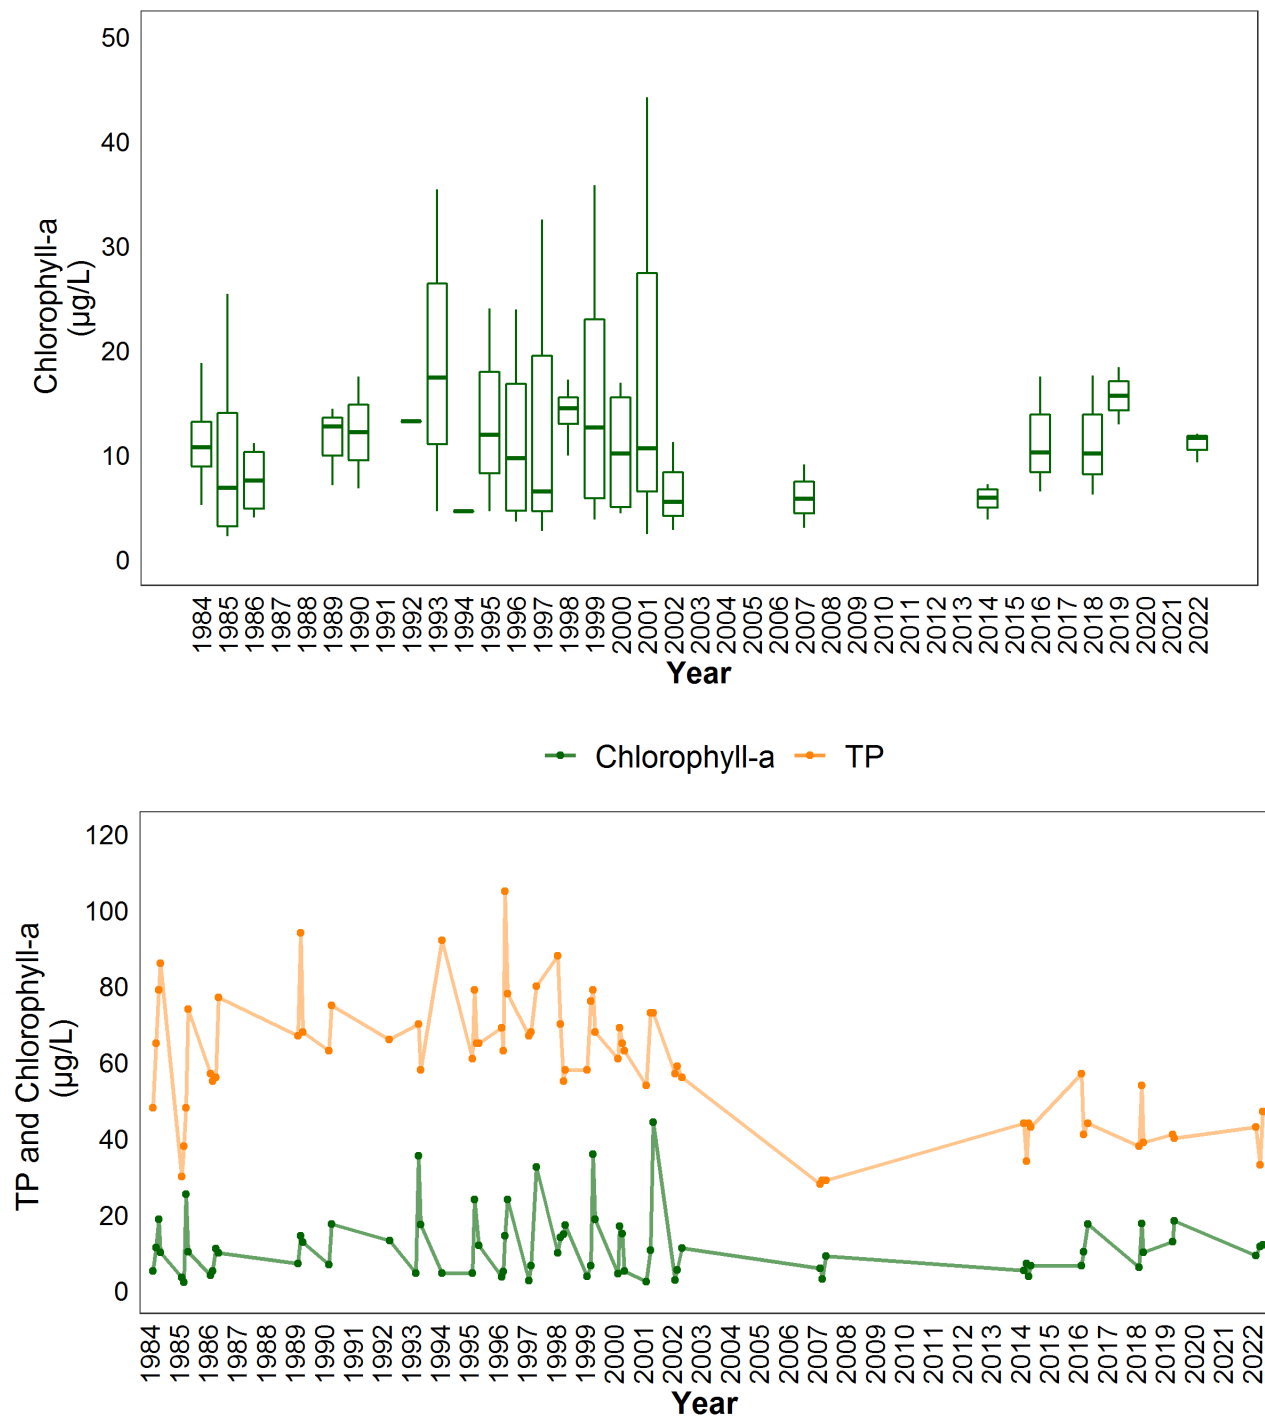 50
40
30
20
10
0
Chlorophyll-a
(µg/L)
1984 1985 1986 1987 1988 1989 1990 1991 1992 1993 1994 1995 1996 1997 1998 1999 2000 2001 2002 2003 2004 2005 2006 2007 2008 2009 2010 2011 2012 2013 2014 2015 2016 2017 2018 2019 2020 2021 2022
Year
Chlorophyll-a TP
120
100
80
60
40
20
0
TP and Chlorophyll-a
(µg/L)
1984 1985 1986 1987 1988 1989 1990 1991 1992 1993 1994 1995 1996 1997 1998 1999 2000 2001 2002 2003 2004 2005 2006 2007 2008 2009 2010 2011 2012 2013 2014 2015 2016 2017 2018 2019 2020 2021 2022
Year